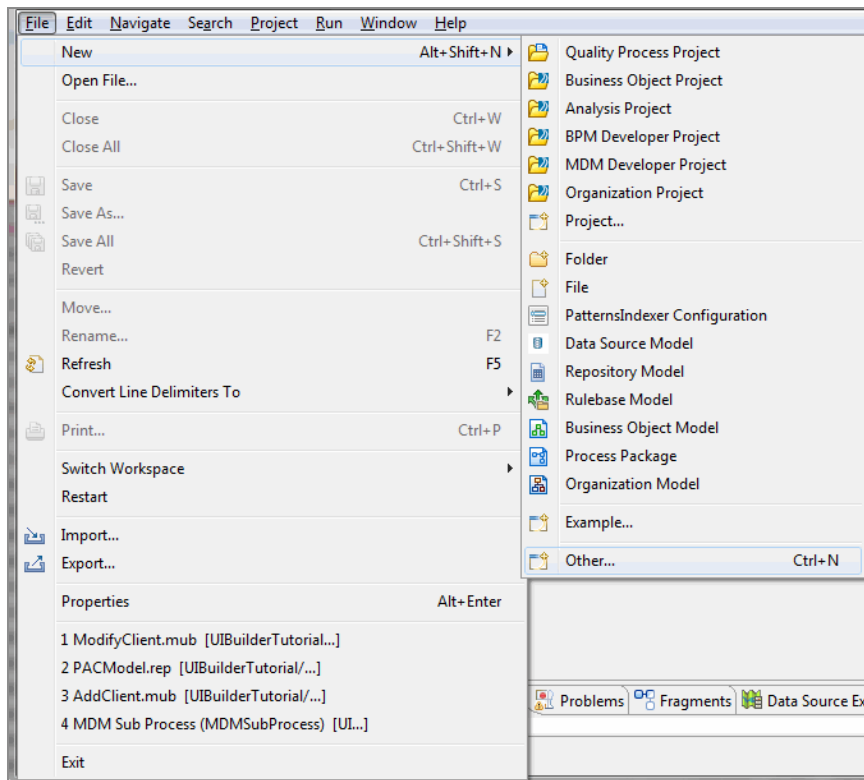 File Edit Navigate Search Project Run Window Help
New Alt+Shift+N
Open File...
Close Ctrl+W
Close All Ctrl+Shift+W
Save Ctrl+S
Save As...
Save All Ctrl+Shift+S
Revert
Move...
Rename... F2
Refresh F5
Convert Line Delimiters To
Print... Ctrl+P
Switch Workspace
Restart
Import...
Export...
Properties Alt+Enter
1 ModifyClient.mub [UIBuilderTutorial...]
2 PACModel.rep [UIBuilderTutorial/...]
3 AddClient.mub [UIBuilderTutorial/...]
4 MDM Sub Process (MDMSubProcess) [UI...]
Exit
Quality Process Project
Business Object Project
Analysis Project
BPM Developer Project
MDM Developer Project
Organization Project
Project...
Folder
File
PatternsIndexer Configuration
Data Source Model
Repository Model
Rulebase Model
Business Object Model
Process Package
Organization Model
Example...
Other... Ctrl+N
Problems Fragments Data Source Ex